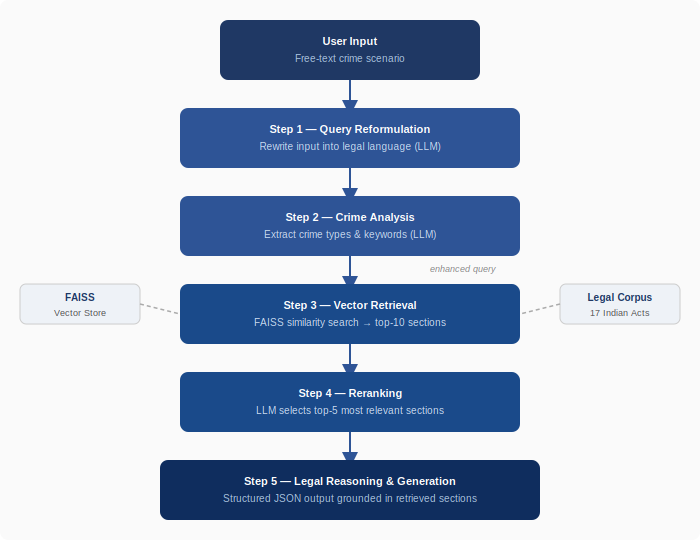 User Input
Free-text crime scenario
Step 1 — Query Reformulation
Rewrite input into legal language (LLM)
Step 2 — Crime Analysis
Extract crime types & keywords (LLM)
enhanced query
FAISS
Vector Store
Step 3 — Vector Retrieval
FAISS similarity search → top-10 sections
Legal Corpus
17 Indian Acts
Step 4 — Reranking
LLM selects top-5 most relevant sections
Step 5 — Legal Reasoning & Generation
Structured JSON output grounded in retrieved sections